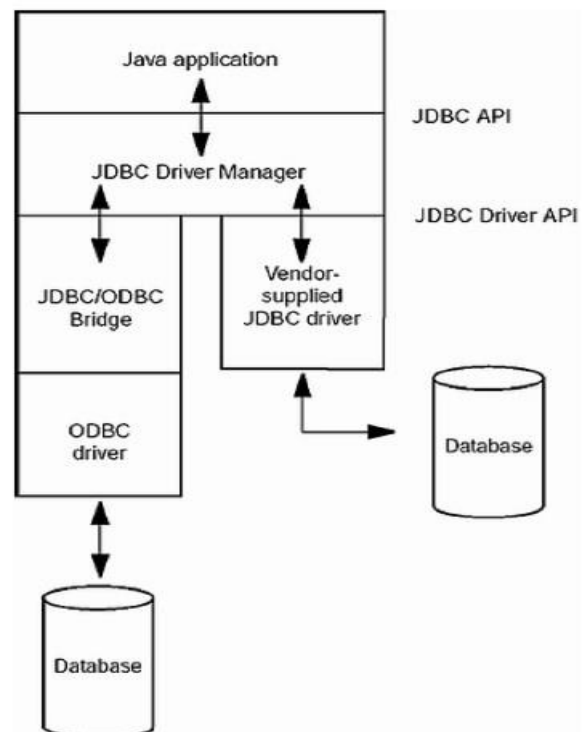 Java application
JDBC API
JDBC Driver Manager
JDBC Driver API
JDBC/ODBC
Bridge
Vendor-
supplied
JDBC driver
ODBC
driver
Database
Database